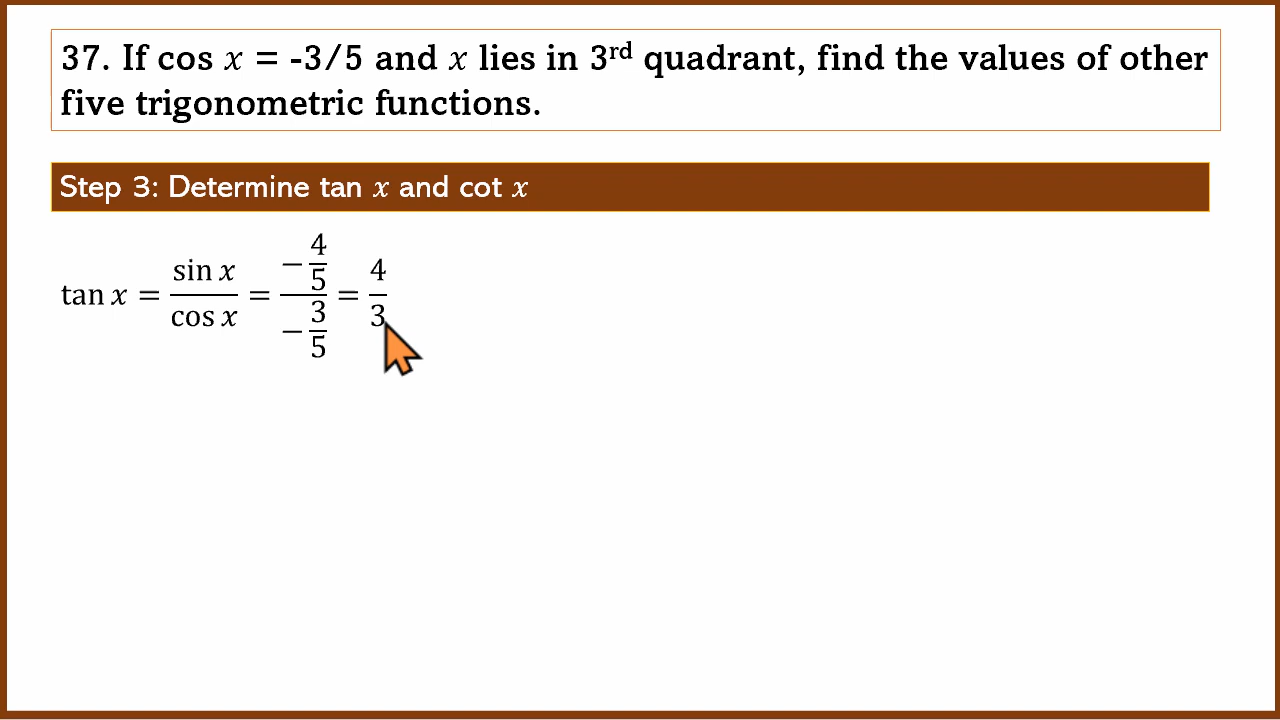 37. If cos x = -3/5 and x lies in 3rd quadrant, find the values of other
five trigonometric functions.
Step 3: Determine tan x and cot x
tan x = sin x / cos x = (−4/5) / (−3/5) = 4/3